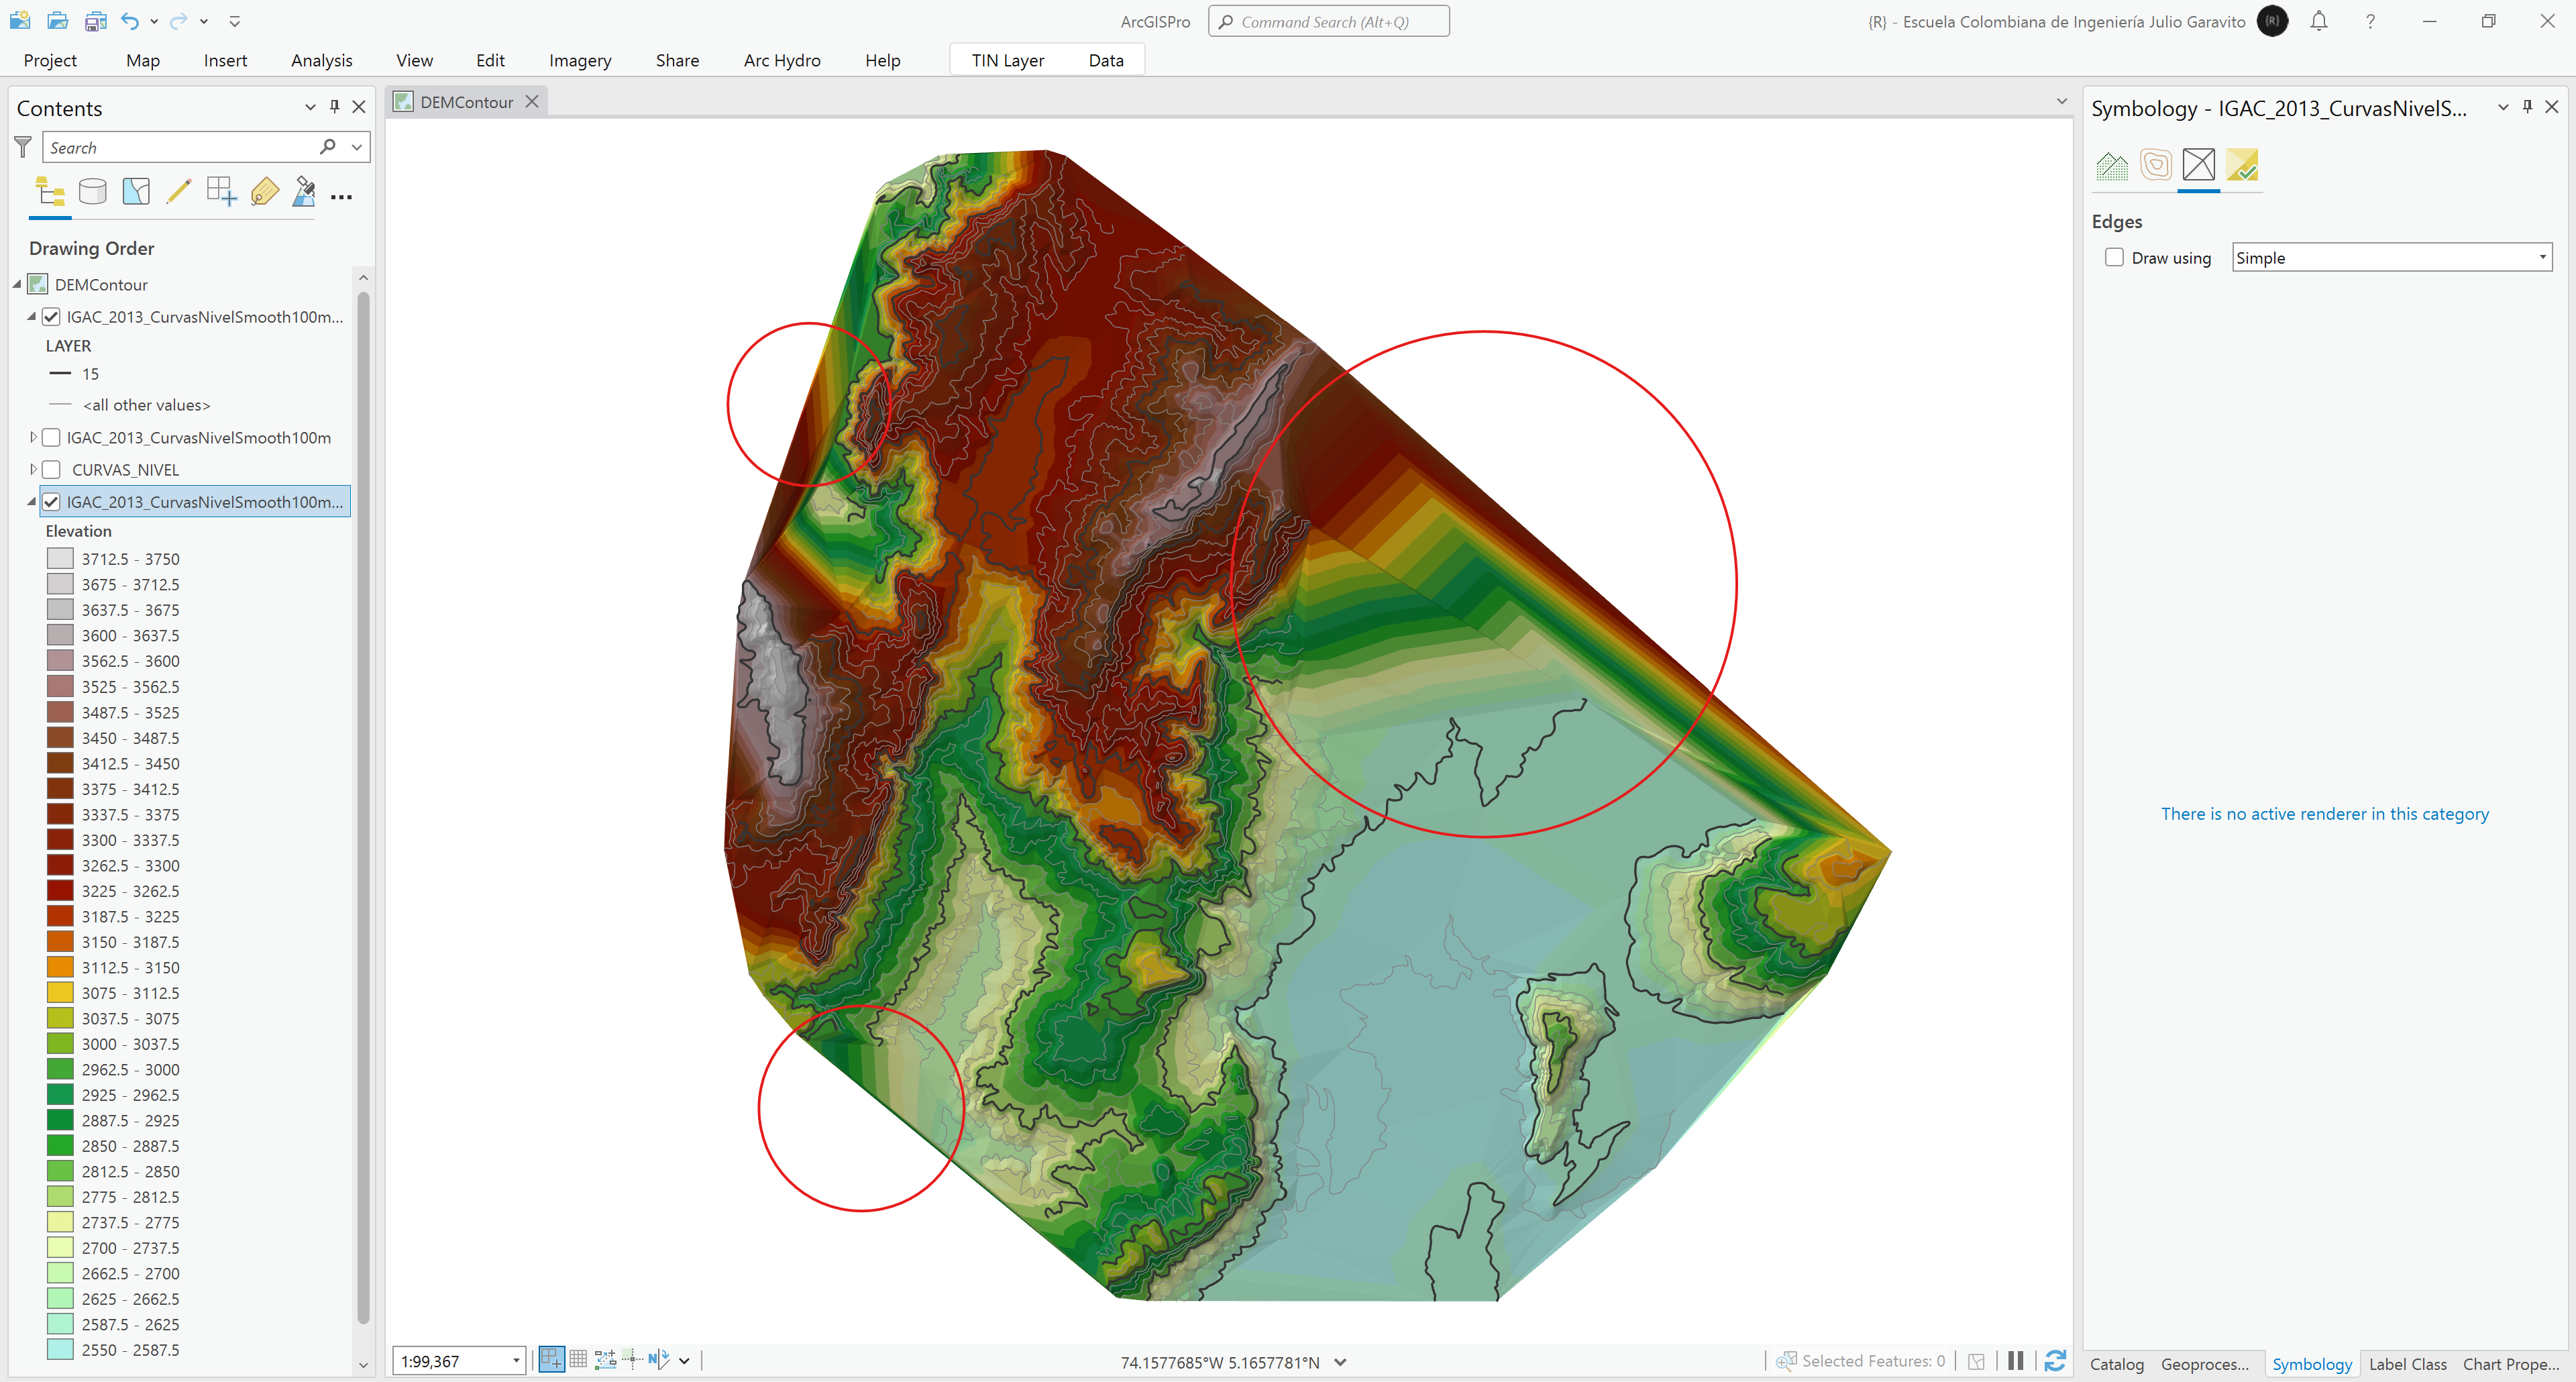 ArcGISPro
Command Search (Alt+Q)
{R} - Escuela Colombiana de Ingeniería Julio Garavito
{R}
?
Project
Map
Insert
Analysis
View
Edit
Imagery
Share
Arc Hydro
Help
TIN Layer
Data
Contents
Search
Drawing Order
DEMContour
IGAC_2013_CurvasNivelSmooth100m...
LAYER
15
<all other values>
IGAC_2013_CurvasNivelSmooth100m
CURVAS_NIVEL
IGAC_2013_CurvasNivelSmooth100m...
Elevation
3712.5 - 3750
3675 - 3712.5
3637.5 - 3675
3600 - 3637.5
3562.5 - 3600
3525 - 3562.5
3487.5 - 3525
3450 - 3487.5
3412.5 - 3450
3375 - 3412.5
3337.5 - 3375
3300 - 3337.5
3262.5 - 3300
3225 - 3262.5
3187.5 - 3225
3150 - 3187.5
3112.5 - 3150
3075 - 3112.5
3037.5 - 3075
3000 - 3037.5
2962.5 - 3000
2925 - 2962.5
2887.5 - 2925
2850 - 2887.5
2812.5 - 2850
2775 - 2812.5
2737.5 - 2775
2700 - 2737.5
2662.5 - 2700
2625 - 2662.5
2587.5 - 2625
2550 - 2587.5
DEMContour
1:99,367
N
74.1577685°W 5.1657781°N
Selected Features: 0
Symbology - IGAC_2013_CurvasNivelS...
Edges
Draw using
Simple
There is no active renderer in this category
Catalog
Geoproces...
Symbology
Label Class
Chart Prope...